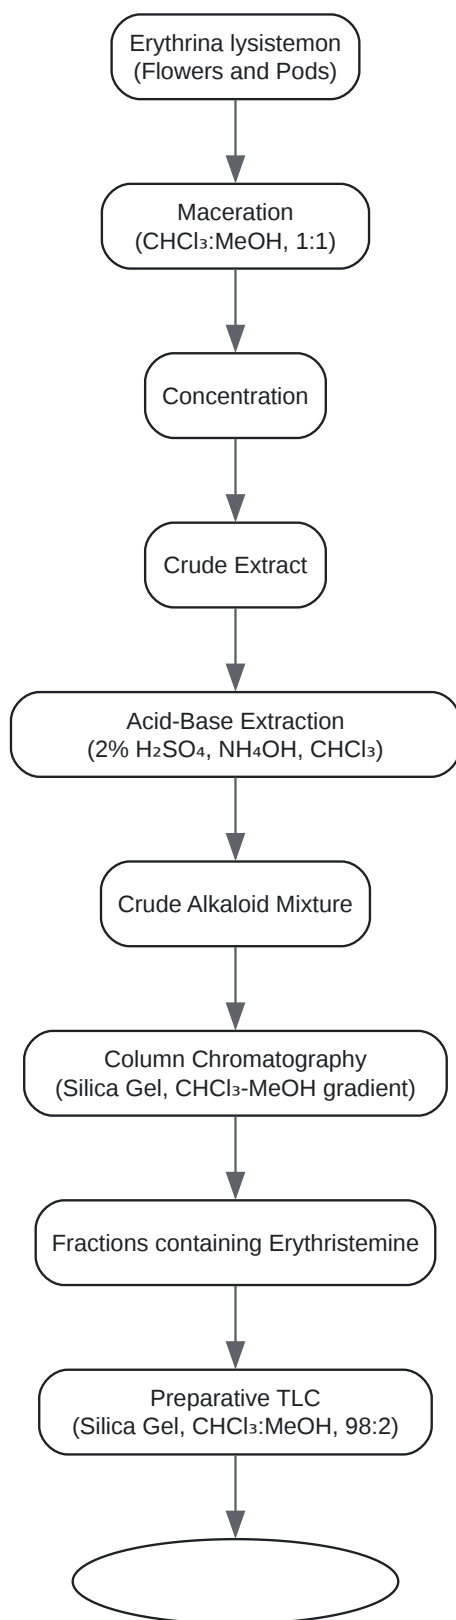 Erythrina lysistemon
(Flowers and Pods)
Maceration
(CHCl₃:MeOH, 1:1)
Concentration
Crude Extract
Acid-Base Extraction
(2% H₂SO₄, NH₄OH, CHCl₃)
Crude Alkaloid Mixture
Column Chromatography
(Silica Gel, CHCl₃-MeOH gradient)
Fractions containing Erythristemine
Preparative TLC
(Silica Gel, CHCl₃:MeOH, 98:2)